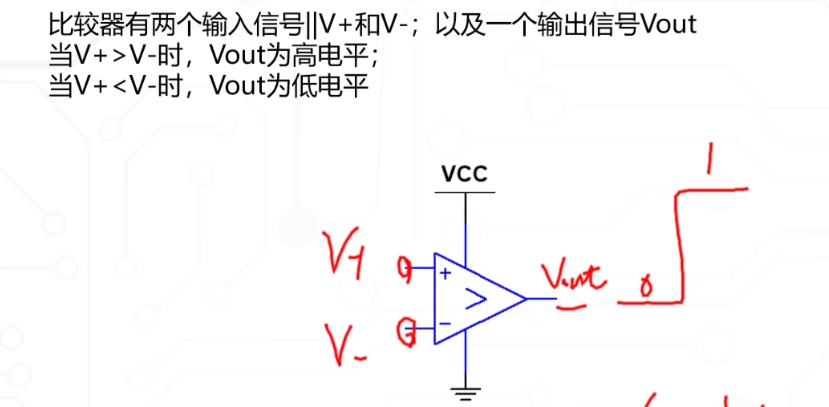 比较器有两个输入信号||V+和V-；以及一个输出信号Vout
当V+>V-时，Vout为高电平；
当V+<V-时，Vout为低电平
VCC
1
V+
+
Vout
0
>
V-
-